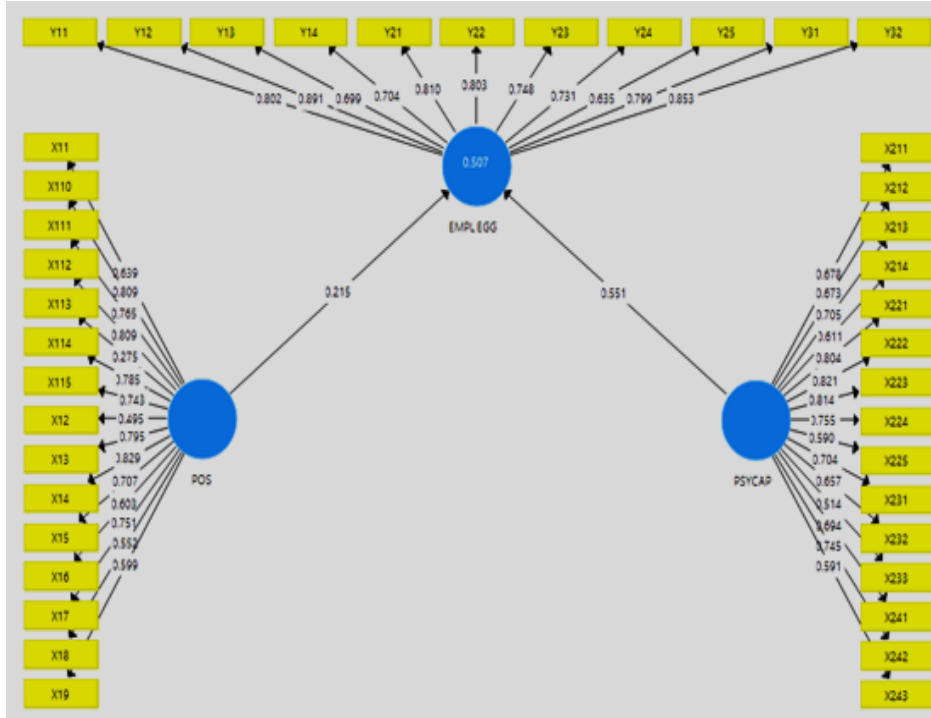 Y11 Y12 Y13 Y14 Y21 Y22 Y23 Y24 Y25 Y31 Y32
0.802 0.891 0.699 0.704 0.810 0.803 0.748 0.731 0.635 0.799 0.853
0.507
EMPL EGG
X11
X110
X111
X112
X113
X114
X115
X12
X13
X14
X15
X16
X17
X18
X19
0.639
0.809
0.765
0.809
0.275
0.785
0.743
0.495
0.795
0.829
0.707
0.603
0.751
0.552
0.599
POS
0.215
0.551
PSYCAP
0.678
0.673
0.705
0.611
0.804
0.821
0.814
0.755
0.590
0.704
0.657
0.514
0.694
0.745
0.591
X211
X212
X213
X214
X221
X222
X223
X224
X225
X231
X232
X233
X241
X242
X243